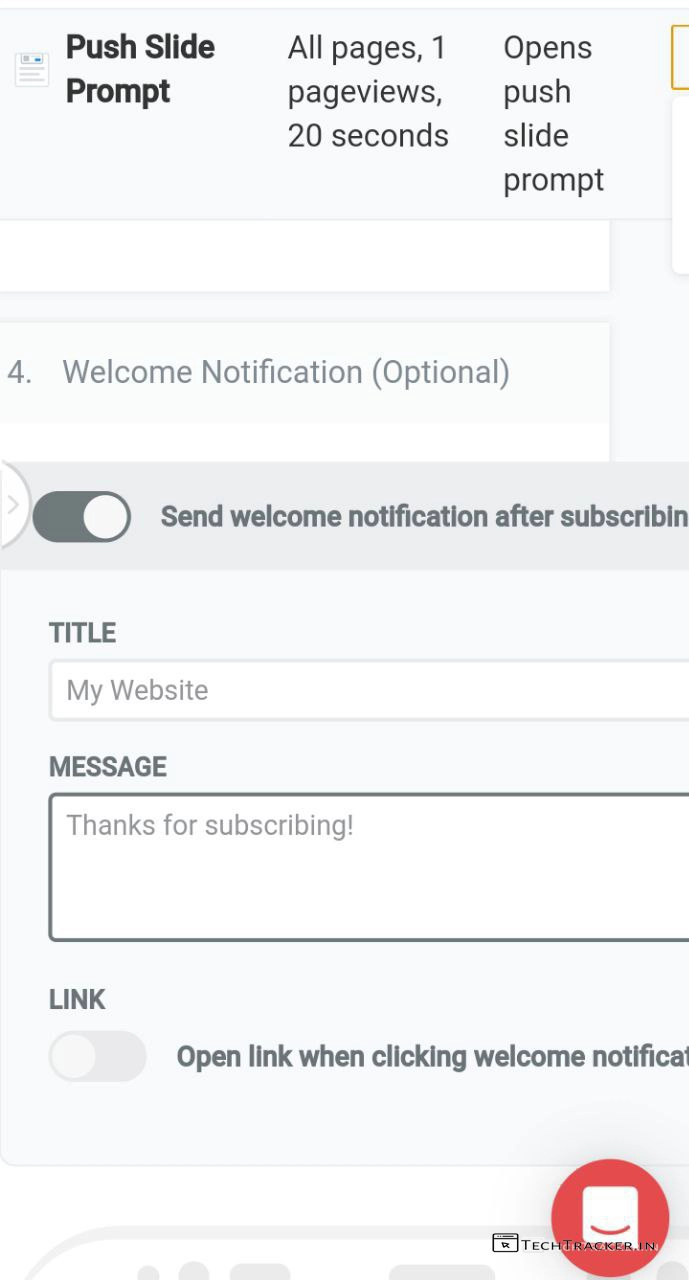 Push Slide Prompt
All pages, 1 pageviews, 20 seconds
Opens push slide prompt
4. Welcome Notification (Optional)
Send welcome notification after subscribin
TITLE
My Website
MESSAGE
Thanks for subscribing!
LINK
Open link when clicking welcome notificat
TECHTRACKER.IN